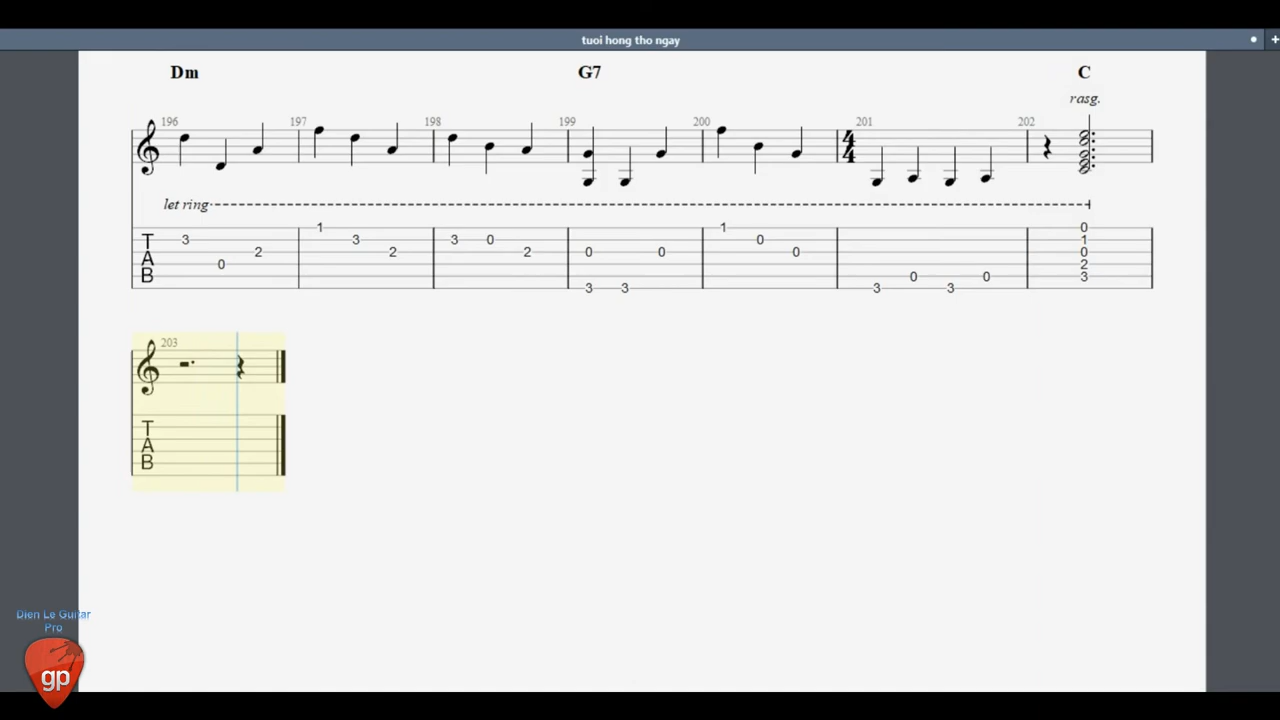 tuoi hong tho ngay
Dm G7 C
rasg.
196 197 198 199 200 201 202
4
4
let ring
T
A
B
1 1 0
3 3 3 0 0 1
2 2 2 0 0 0 0
0 2
0 0 3
3 3 3 3
203
T
A
B
Dien Le Guitar
Pro
gp